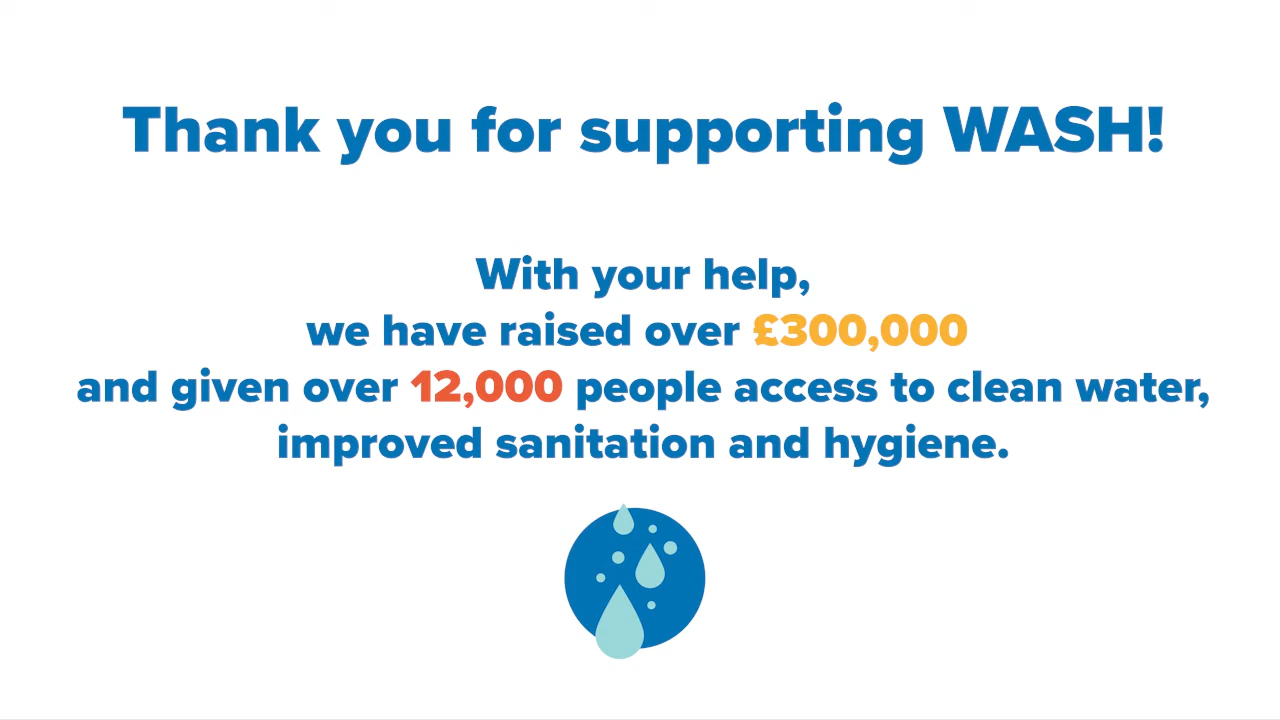 Thank you for supporting WASH!
With your help,
we have raised over £300,000
and given over 12,000 people access to clean water,
improved sanitation and hygiene.